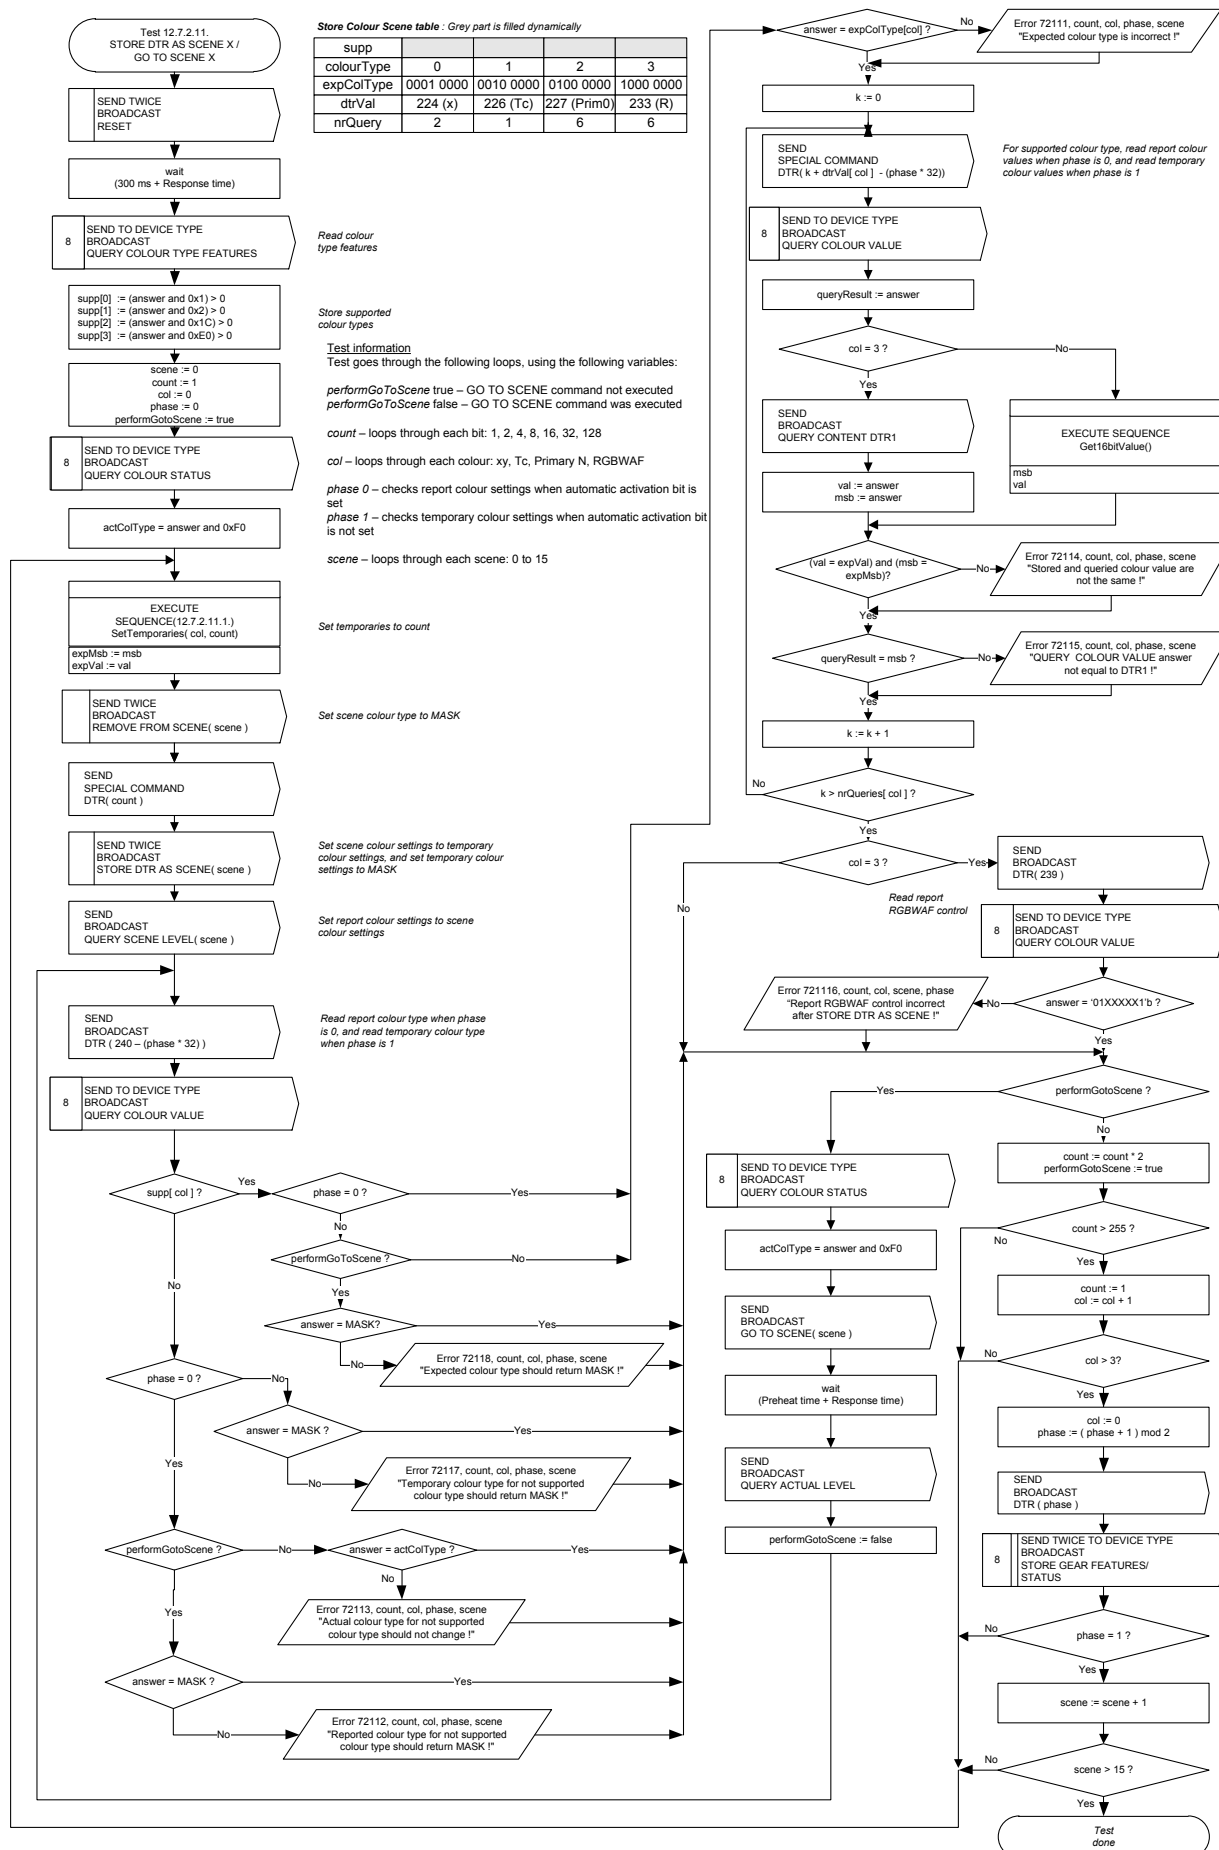 Test 12.7.2.11.
STORE DTR AS SCENE X /
GO TO SCENE X
SEND TWICE
BROADCAST
RESET
wait
(300 ms + Response time)
8
SEND TO DEVICE TYPE
BROADCAST
QUERY COLOUR TYPE FEATURES
Read colour
type features
supp[0] := (answer and 0x1) > 0
supp[1] := (answer and 0x2) > 0
supp[2] := (answer and 0x1C) > 0
supp[3] := (answer and 0xE0) > 0
Store supported
colour types
scene := 0
count := 1
col := 0
phase := 0
performGotoScene := true
8
SEND TO DEVICE TYPE
BROADCAST
QUERY COLOUR STATUS
actColType = answer and 0xF0
EXECUTE
SEQUENCE(12.7.2.11.1.)
SetTemporaries( col, count)
expMsb := msb
expVal := val
Set temporaries to count
SEND TWICE
BROADCAST
REMOVE FROM SCENE( scene )
Set scene colour type to MASK
SEND
SPECIAL COMMAND
DTR( count )
SEND TWICE
BROADCAST
STORE DTR AS SCENE( scene )
Set scene colour settings to temporary
colour settings, and set temporary colour
settings to MASK
SEND
BROADCAST
QUERY SCENE LEVEL( scene )
Set report colour settings to scene
colour settings
SEND
BROADCAST
DTR ( 240 – (phase * 32) )
Read report colour type when phase
is 0, and read temporary colour type
when phase is 1
8
SEND TO DEVICE TYPE
BROADCAST
QUERY COLOUR VALUE
supp[ col ] ?
Yes
No
phase = 0 ?
Yes
No
performGoToScene ?
No
Yes
answer = MASK?
Yes
No
Error 72118, count, col, phase, scene
"Expected colour type should return MASK !"
phase = 0 ?
No
Yes
answer = MASK ?
Yes
No
Error 72117, count, col, phase, scene
"Temporary colour type for not supported
colour type should return MASK !"
performGotoScene ?
No
Yes
answer = actColType ?
Yes
No
Error 72113, count, col, phase, scene
"Actual colour type for not supported
colour type should not change !"
answer = MASK ?
Yes
No
Error 72112, count, col, phase, scene
"Reported colour type for not supported
colour type should return MASK !"
Store Colour Scene table : Grey part is filled dynamically
supp
colourType 0 1 2 3
expColType 0001 0000 0010 0000 0100 0000 1000 0000
dtrVal 224 (x) 226 (Tc) 227 (Prim0) 233 (R)
nrQuery 2 1 6 6
Test information
Test goes through the following loops, using the following variables:
performGoToScene true – GO TO SCENE command not executed
performGotoScene false – GO TO SCENE command was executed
count – loops through each bit: 1, 2, 4, 8, 16, 32, 128
col – loops through each colour: xy, Tc, Primary N, RGBWAF
phase 0 – checks report colour settings when automatic activation bit is
set
phase 1 – checks temporary colour settings when automatic activation bit
is not set
scene – loops through each scene: 0 to 15
answer = expColType[col] ?
No
Yes
Error 72111, count, col, phase, scene
"Expected colour type is incorrect !"
k := 0
SEND
SPECIAL COMMAND
DTR( k + dtrVal[ col ] - (phase * 32))
For supported colour type, read report colour
values when phase is 0, and read temporary
colour values when phase is 1
8
SEND TO DEVICE TYPE
BROADCAST
QUERY COLOUR VALUE
queryResult := answer
col = 3 ?
No
Yes
SEND
BROADCAST
QUERY CONTENT DTR1
EXECUTE SEQUENCE
Get16bitValue()
msb
val
val := answer
msb := answer
(val = expVal) and (msb =
expMsb)?
No
Yes
Error 72114, count, col, phase, scene
"Stored and queried colour value are
not the same !"
queryResult = msb ?
No
Yes
Error 72115, count, col, phase, scene
"QUERY COLOUR VALUE answer
not equal to DTR1 !"
k := k + 1
k > nrQueries[ col ] ?
No
Yes
col = 3 ?
Yes
No
SEND
BROADCAST
DTR( 239 )
Read report
RGBWAF control
8
SEND TO DEVICE TYPE
BROADCAST
QUERY COLOUR VALUE
answer = '01XXXXX1'b ?
No
Yes
Error 721116, count, col, scene, phase
"Report RGBWAF control incorrect
after STORE DTR AS SCENE !"
performGotoScene ?
Yes
No
8
SEND TO DEVICE TYPE
BROADCAST
QUERY COLOUR STATUS
actColType = answer and 0xF0
SEND
BROADCAST
GO TO SCENE( scene )
wait
(Preheat time + Response time)
SEND
BROADCAST
QUERY ACTUAL LEVEL
performGotoScene := false
count := count * 2
performGotoScene := true
count > 255 ?
No
Yes
count := 1
col := col + 1
col > 3?
No
Yes
col := 0
phase := ( phase + 1 ) mod 2
SEND
BROADCAST
DTR ( phase )
8
SEND TWICE TO DEVICE TYPE
BROADCAST
STORE GEAR FEATURES/
STATUS
phase = 1 ?
No
Yes
scene := scene + 1
scene > 15 ?
No
Yes
Test
done